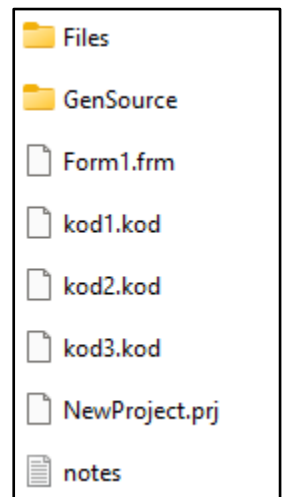 Files
GenSource
Form1.frm
kod1.kod
kod2.kod
kod3.kod
NewProject.prj
notes